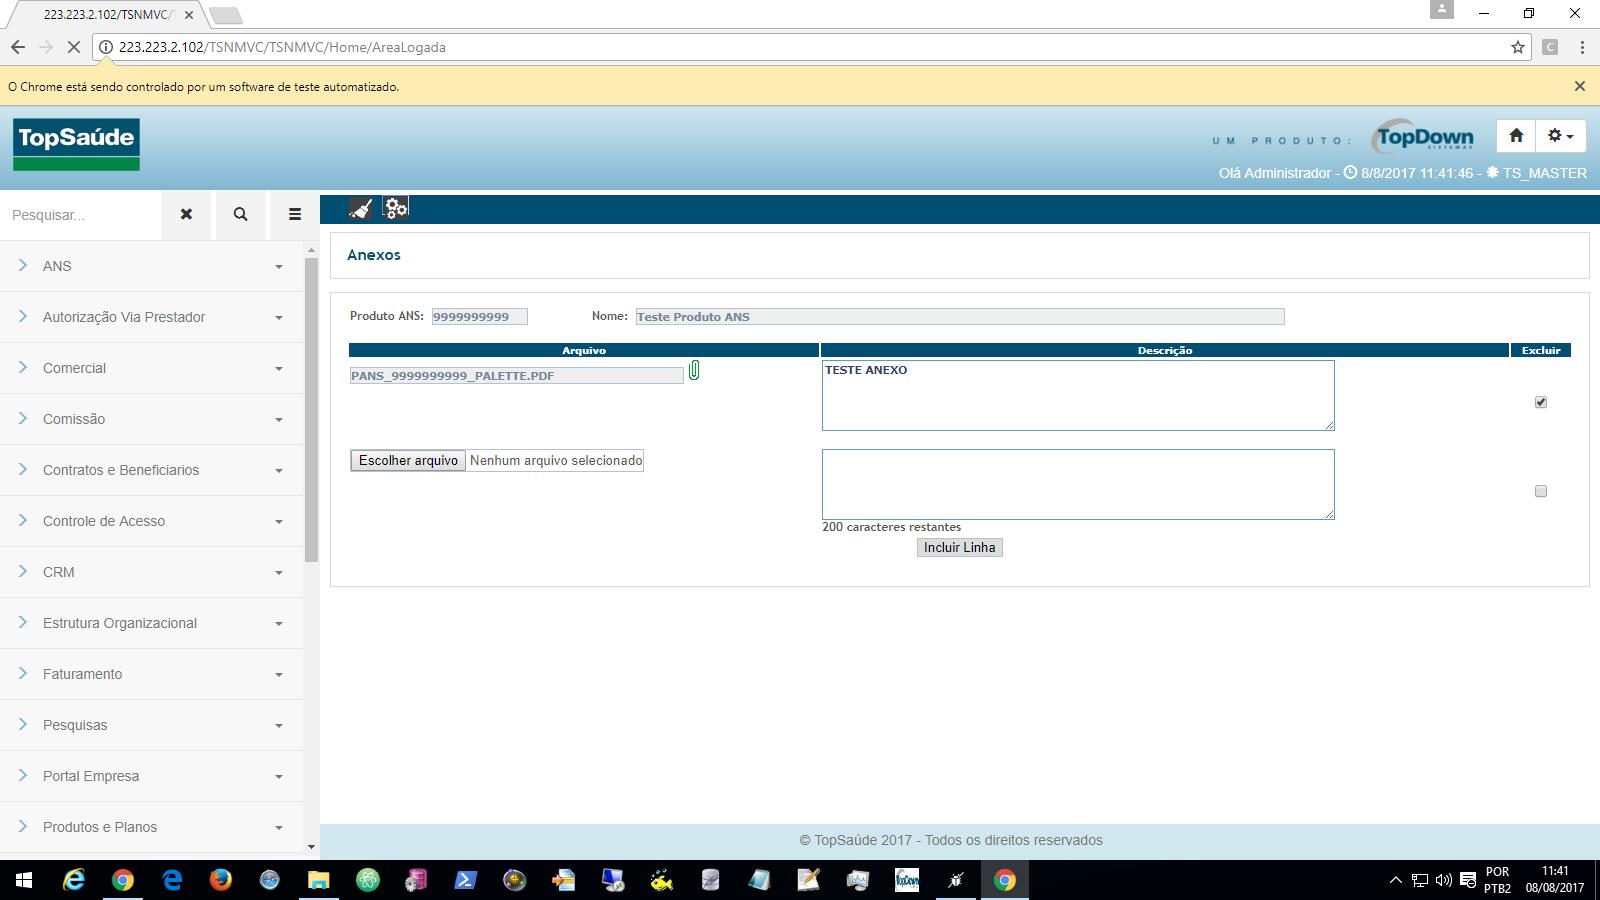 223.223.2.102/TSNMVC/T
223.223.2.102/TSNMVC/TSNMVC/Home/AreaLogada
C
O Chrome está sendo controlado por um software de teste automatizado.
TopSaúde
UM PRODUTO:
TopDown
SISTEMAS
Olá Administrador - 8/8/2017 11:41:46 - TS_MASTER
Pesquisar...
ANS
Autorização Via Prestador
Comercial
Comissão
Contratos e Beneficiarios
Controle de Acesso
CRM
Estrutura Organizacional
Faturamento
Pesquisas
Portal Empresa
Produtos e Planos
Anexos
Produto ANS: 9999999999 Nome: Teste Produto ANS
Arquivo Descrição Excluir
PANS_9999999999_PALETTE.PDF TESTE ANEXO
Escolher arquivo Nenhum arquivo selecionado
200 caracteres restantes
Incluir Linha
© TopSaúde 2017 - Todos os direitos reservados
TopDown
POR
PTB2
11:41
08/08/2017